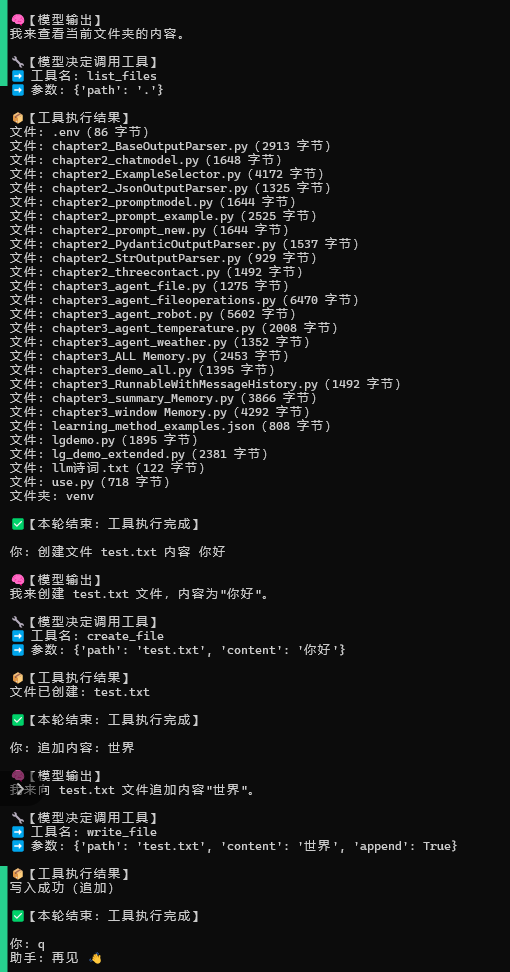 🧠【模型输出】
我来查看当前文件夹的内容。
🔧【模型决定调用工具】
➡️ 工具名: list_files
➡️ 参数: {'path': '.'}
📦【工具执行结果】
文件: .env (86 字节)
文件: chapter2_BaseOutputParser.py (2913 字节)
文件: chapter2_chatmodel.py (1648 字节)
文件: chapter2_ExampleSelector.py (4172 字节)
文件: chapter2_JsonOutputParser.py (1325 字节)
文件: chapter2_promptmodel.py (1644 字节)
文件: chapter2_prompt_example.py (2525 字节)
文件: chapter2_prompt_new.py (1644 字节)
文件: chapter2_PydanticOutputParser.py (1537 字节)
文件: chapter2_StrOutputParser.py (929 字节)
文件: chapter2_threecontact.py (1492 字节)
文件: chapter3_agent_file.py (1275 字节)
文件: chapter3_agent_fileoperations.py (6470 字节)
文件: chapter3_agent_robot.py (5602 字节)
文件: chapter3_agent_temperature.py (2008 字节)
文件: chapter3_agent_weather.py (1352 字节)
文件: chapter3_ALL Memory.py (2453 字节)
文件: chapter3_demo_all.py (1395 字节)
文件: chapter3_RunnableWithMessageHistory.py (1492 字节)
文件: chapter3_summary_Memory.py (3866 字节)
文件: chapter3_window Memory.py (4292 字节)
文件: learning_method_examples.json (808 字节)
文件: lgdemo.py (1895 字节)
文件: lg_demo_extended.py (2381 字节)
文件: llm诗词.txt (122 字节)
文件: use.py (718 字节)
文件夹: venv
✅【本轮结束: 工具执行完成】
你: 创建文件 test.txt 内容 你好
🧠【模型输出】
我来创建 test.txt 文件，内容为"你好"。
🔧【模型决定调用工具】
➡️ 工具名: create_file
➡️ 参数: {'path': 'test.txt', 'content': '你好'}
📦【工具执行结果】
文件已创建: test.txt
✅【本轮结束: 工具执行完成】
你: 追加内容: 世界
🧠【模型输出】
我来向 test.txt 文件追加内容"世界"。
🔧【模型决定调用工具】
➡️ 工具名: write_file
➡️ 参数: {'path': 'test.txt', 'content': '世界', 'append': True}
📦【工具执行结果】
写入成功 (追加)
✅【本轮结束: 工具执行完成】
你: q
助手: 再见 👋